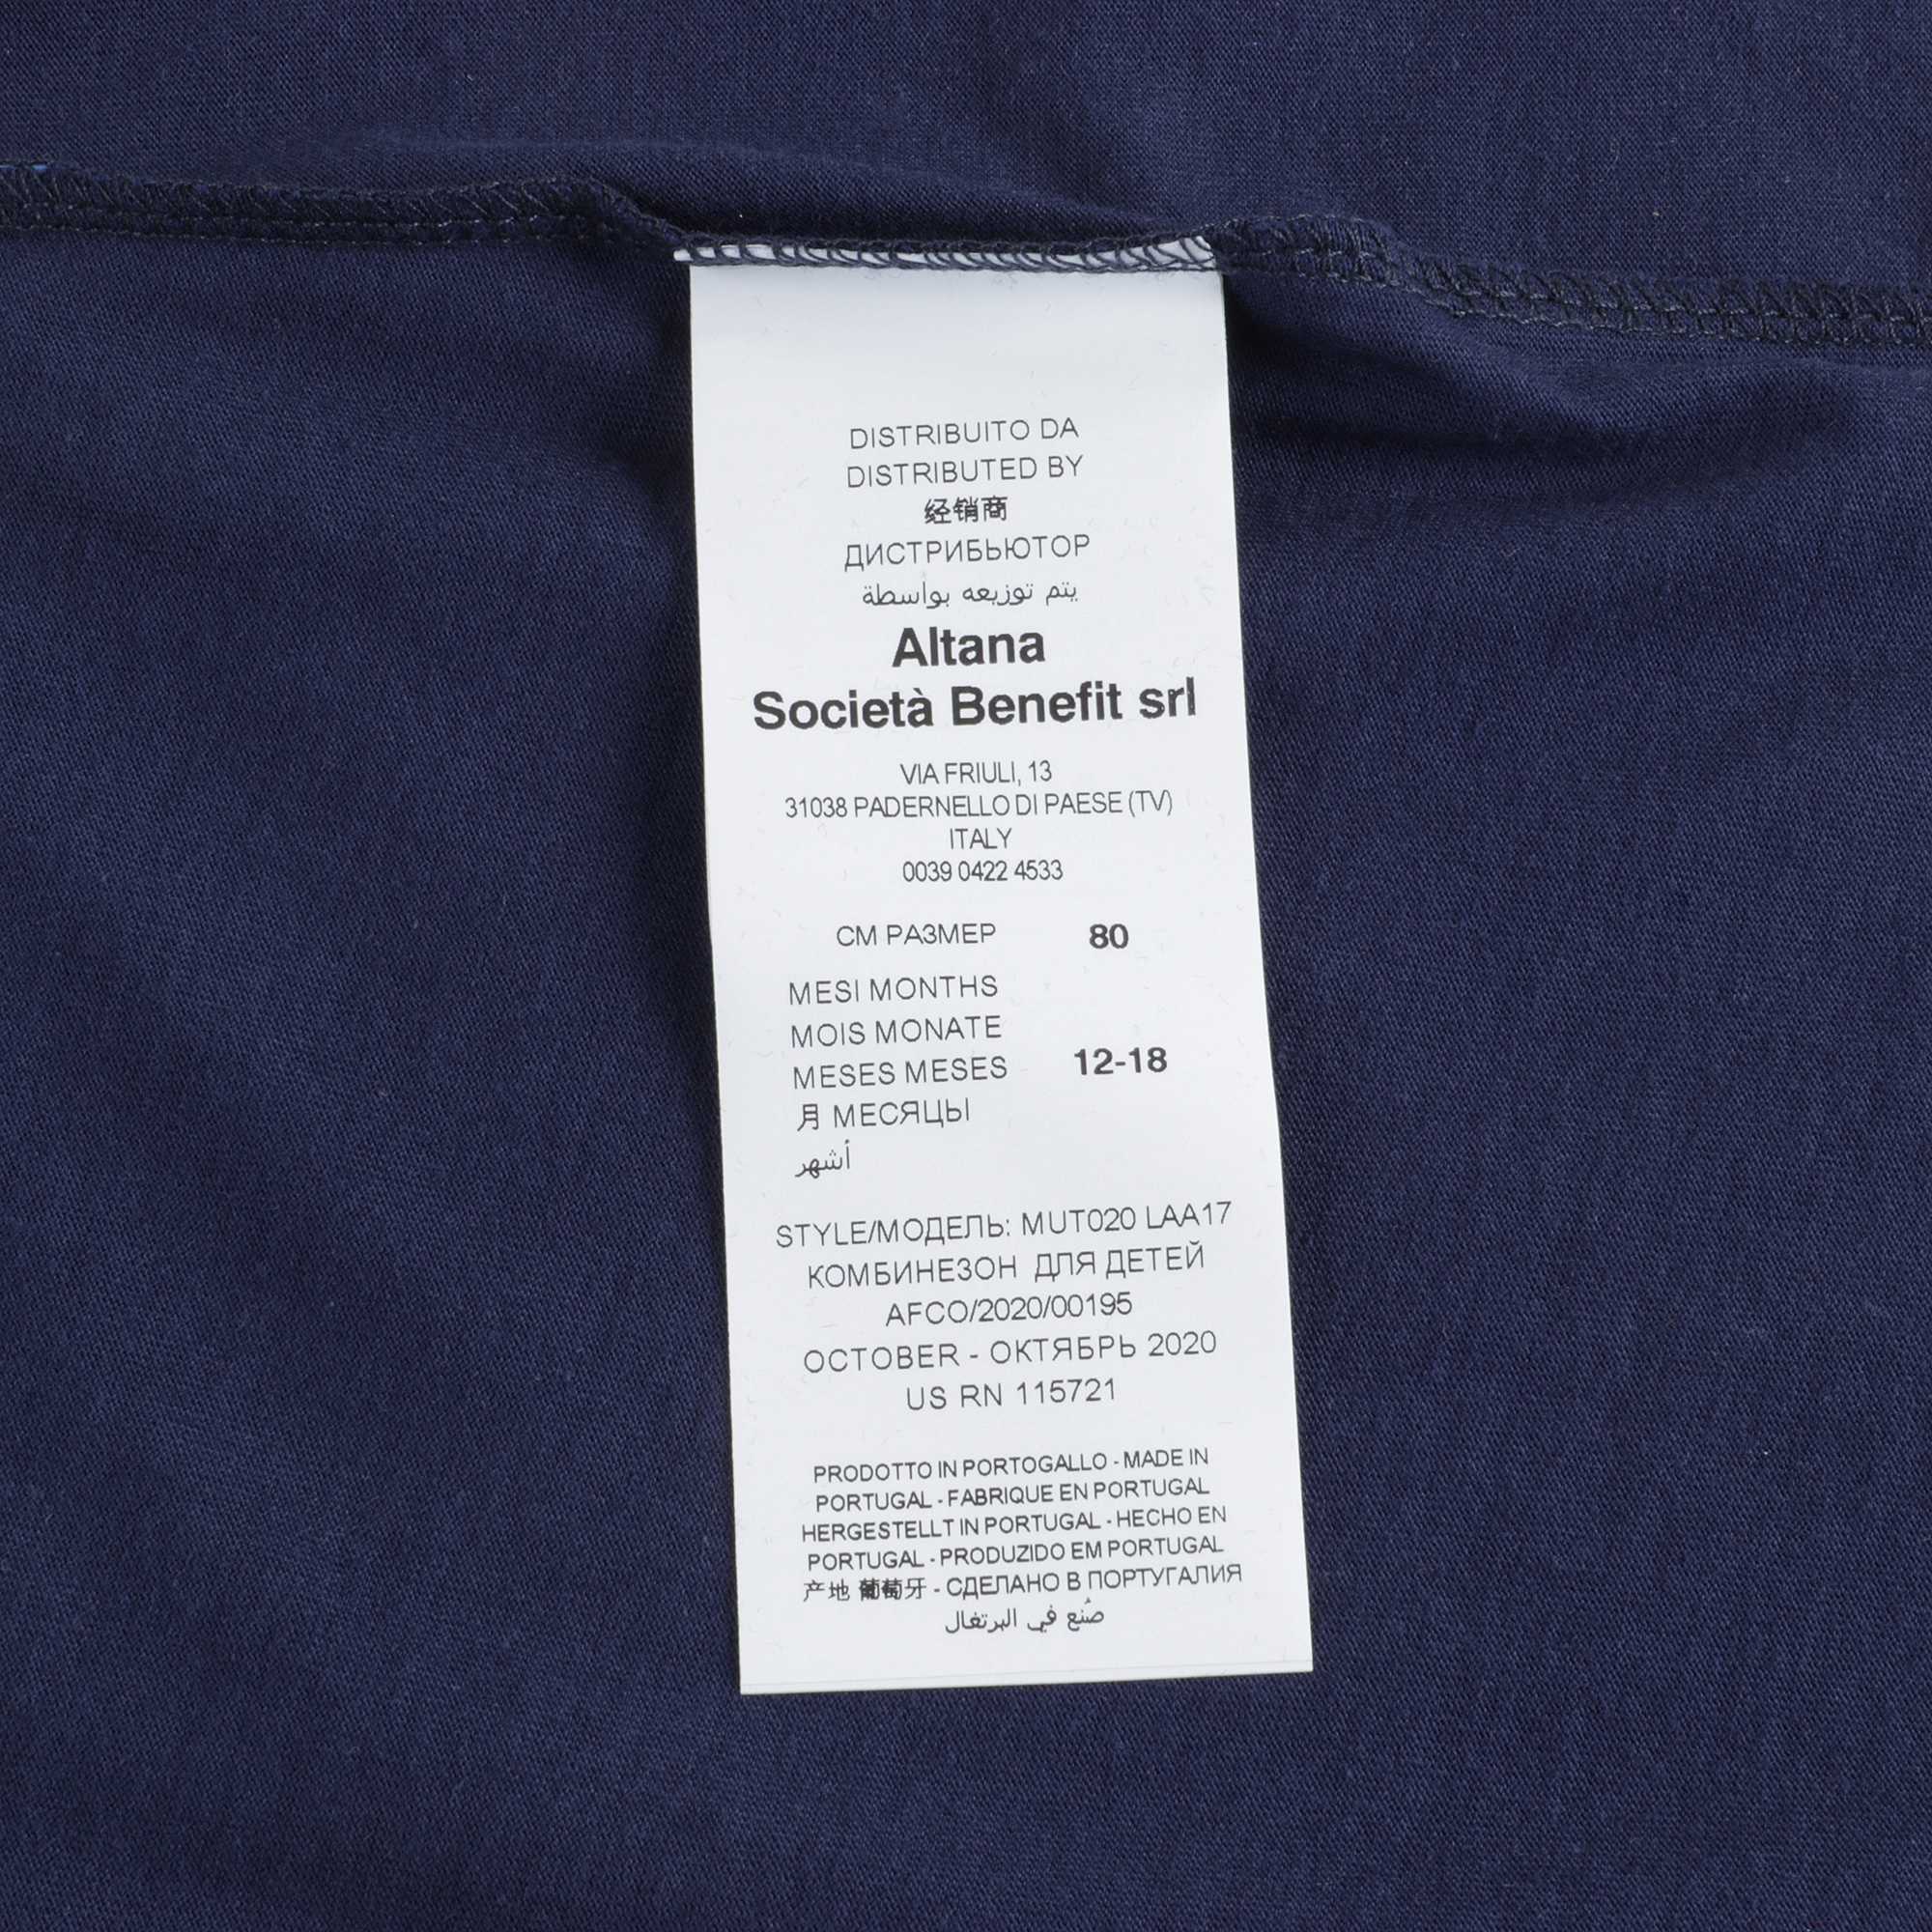 DISTRIBUITO DA
DISTRIBUTED BY
经销商
ДИСТРИБЬЮТОР
يتم توزيعه بواسطة
Altana
Società Benefit srl
VIA FRIULI, 13
31038 PADERNELLO DI PAESE (TV)
ITALY
0039 0422 4533
СМ РАЗМЕР 80
MESI MONTHS
MOIS MONATE
MESES MESES 12-18
月 МЕСЯЦЫ
أشهر
STYLE/МОДЕЛЬ: MUT020 LAA17
КОМБИНЕЗОН ДЛЯ ДЕТЕЙ
AFCO/2020/00195
OCTOBER - ОКТЯБРЬ 2020
US RN 115721
PRODOTTO IN PORTOGALLO - MADE IN
PORTUGAL - FABRIQUE EN PORTUGAL
HERGESTELLT IN PORTUGAL - HECHO EN
PORTUGAL - PRODUZIDO EM PORTUGAL
产地 葡萄牙 - СДЕЛАНО В ПОРТУГАЛИЯ
صُنع في البرتغال